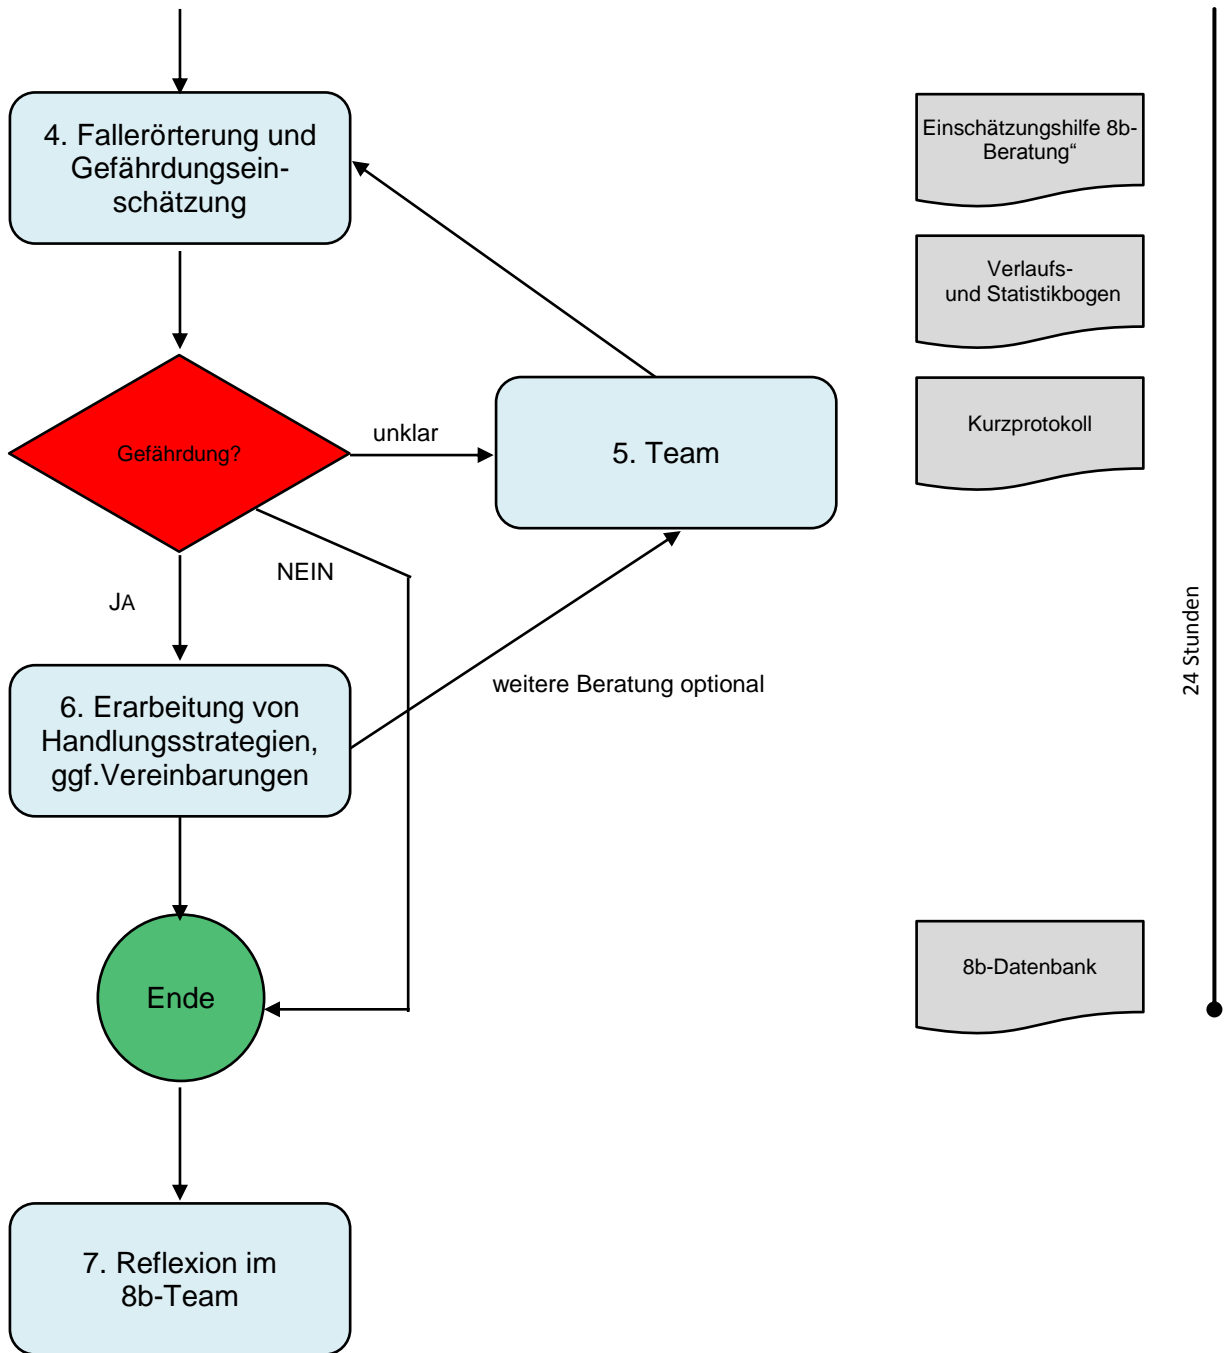 4. Fallerörterung und
Gefährdungsein-
schätzung
Einschätzungshilfe 8b-
Beratung“
Verlaufs-
und Statistikbogen
Gefährdung?
unklar
5. Team
Kurzprotokoll
NEIN
JA
24 Stunden
6. Erarbeitung von
Handlungsstrategien,
ggf.Vereinbarungen
weitere Beratung optional
Ende
8b-Datenbank
7. Reflexion im
8b-Team